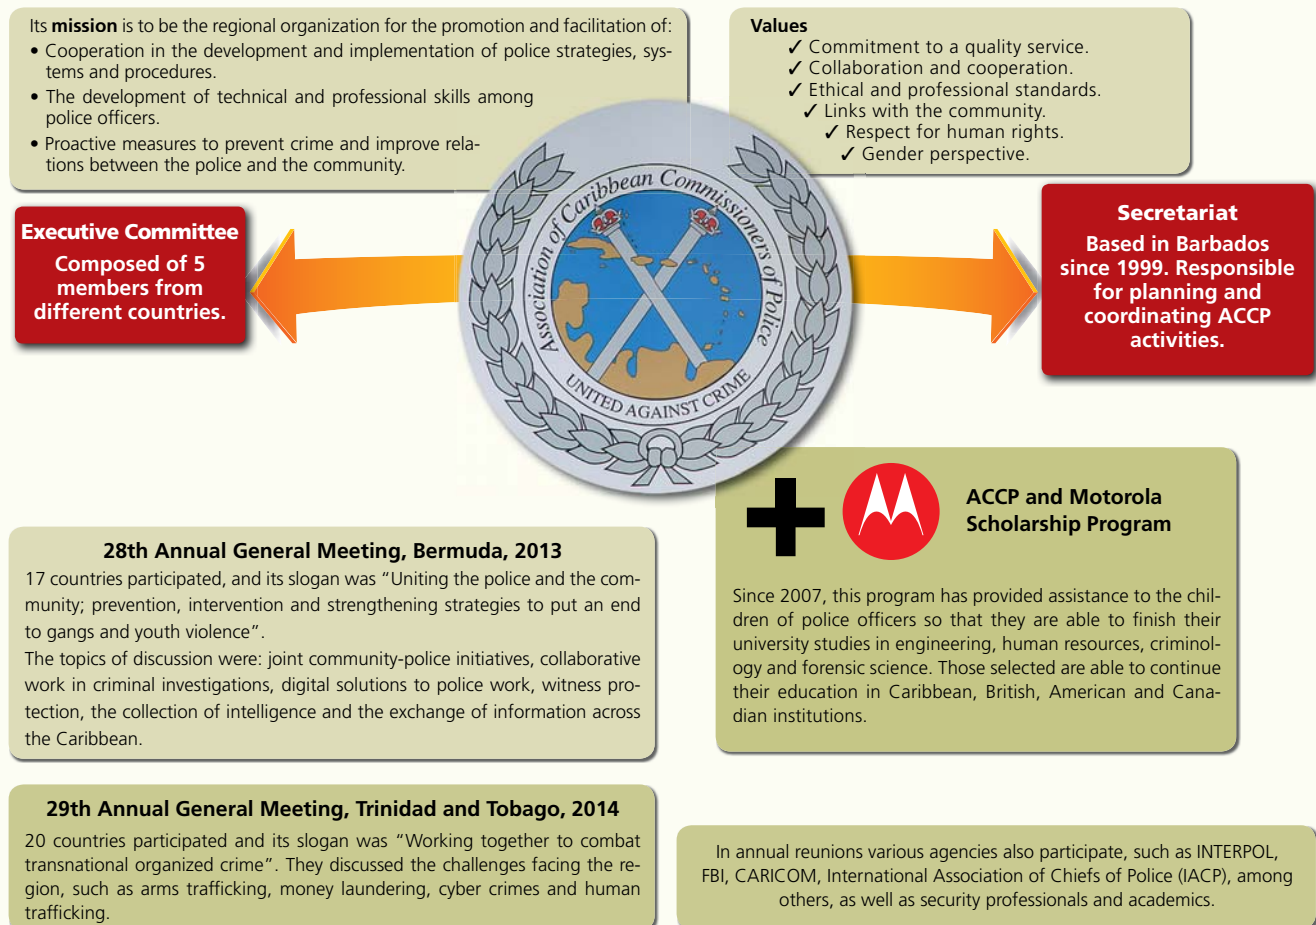 Its mission is to be the regional organization for the promotion and facilitation of:
• Cooperation in the development and implementation of police strategies, sys-
tems and procedures.
• The development of technical and professional skills among
police officers.
• Proactive measures to prevent crime and improve rela-
tions between the police and the community.
Values
✓ Commitment to a quality service.
✓ Collaboration and cooperation.
✓ Ethical and professional standards.
✓ Links with the community.
✓ Respect for human rights.
✓ Gender perspective.
Executive Committee
Composed of 5
members from
different countries.
Association of Caribbean Commissioners of Police
UNITED AGAINST CRIME
Secretariat
Based in Barbados
since 1999. Responsible
for planning and
coordinating ACCP
activities.
ACCP and Motorola
Scholarship Program
Since 2007, this program has provided assistance to the chil-
dren of police officers so that they are able to finish their
university studies in engineering, human resources, criminol-
ogy and forensic science. Those selected are able to continue
their education in Caribbean, British, American and Cana-
dian institutions.
28th Annual General Meeting, Bermuda, 2013
17 countries participated, and its slogan was “Uniting the police and the com-
munity; prevention, intervention and strengthening strategies to put an end
to gangs and youth violence”.
The topics of discussion were: joint community-police initiatives, collaborative
work in criminal investigations, digital solutions to police work, witness pro-
tection, the collection of intelligence and the exchange of information across
the Caribbean.
29th Annual General Meeting, Trinidad and Tobago, 2014
20 countries participated and its slogan was “Working together to combat
transnational organized crime”. They discussed the challenges facing the re-
gion, such as arms trafficking, money laundering, cyber crimes and human
trafficking.
In annual reunions various agencies also participate, such as INTERPOL,
FBI, CARICOM, International Association of Chiefs of Police (IACP), among
others, as well as security professionals and academics.